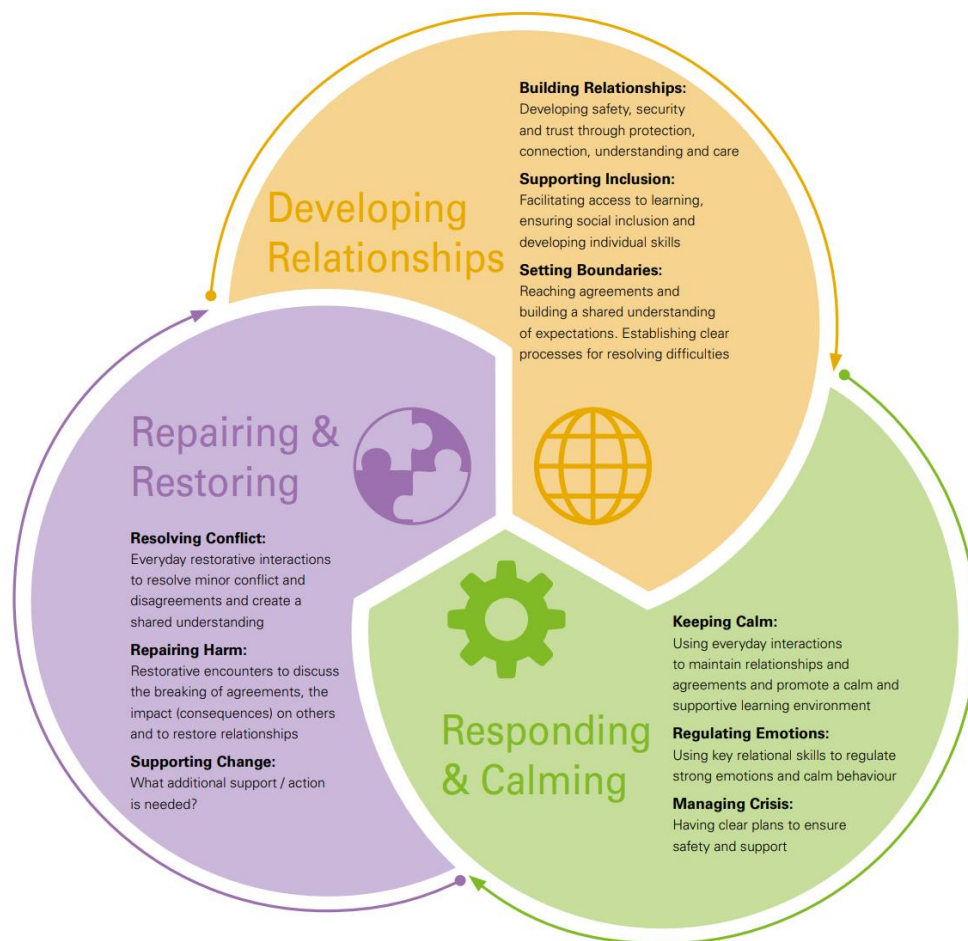 Developing
Relationships
Building Relationships:
Developing safety, security
and trust through protection,
connection, understanding and care
Supporting Inclusion:
Facilitating access to learning,
ensuring social inclusion and
developing individual skills
Setting Boundaries:
Reaching agreements and
building a shared understanding
of expectations. Establishing clear
processes for resolving difficulties
Responding
& Calming
Keeping Calm:
Using everyday interactions
to maintain relationships and
agreements and promote a calm and
supportive learning environment
Regulating Emotions:
Using key relational skills to regulate
strong emotions and calm behaviour
Managing Crisis:
Having clear plans to ensure
safety and support
Repairing &
Restoring
Resolving Conflict:
Everyday restorative interactions
to resolve minor conflict and
disagreements and create a
shared understanding
Repairing Harm:
Restorative encounters to discuss
the breaking of agreements, the
impact (consequences) on others
and to restore relationships
Supporting Change:
What additional support / action
is needed?